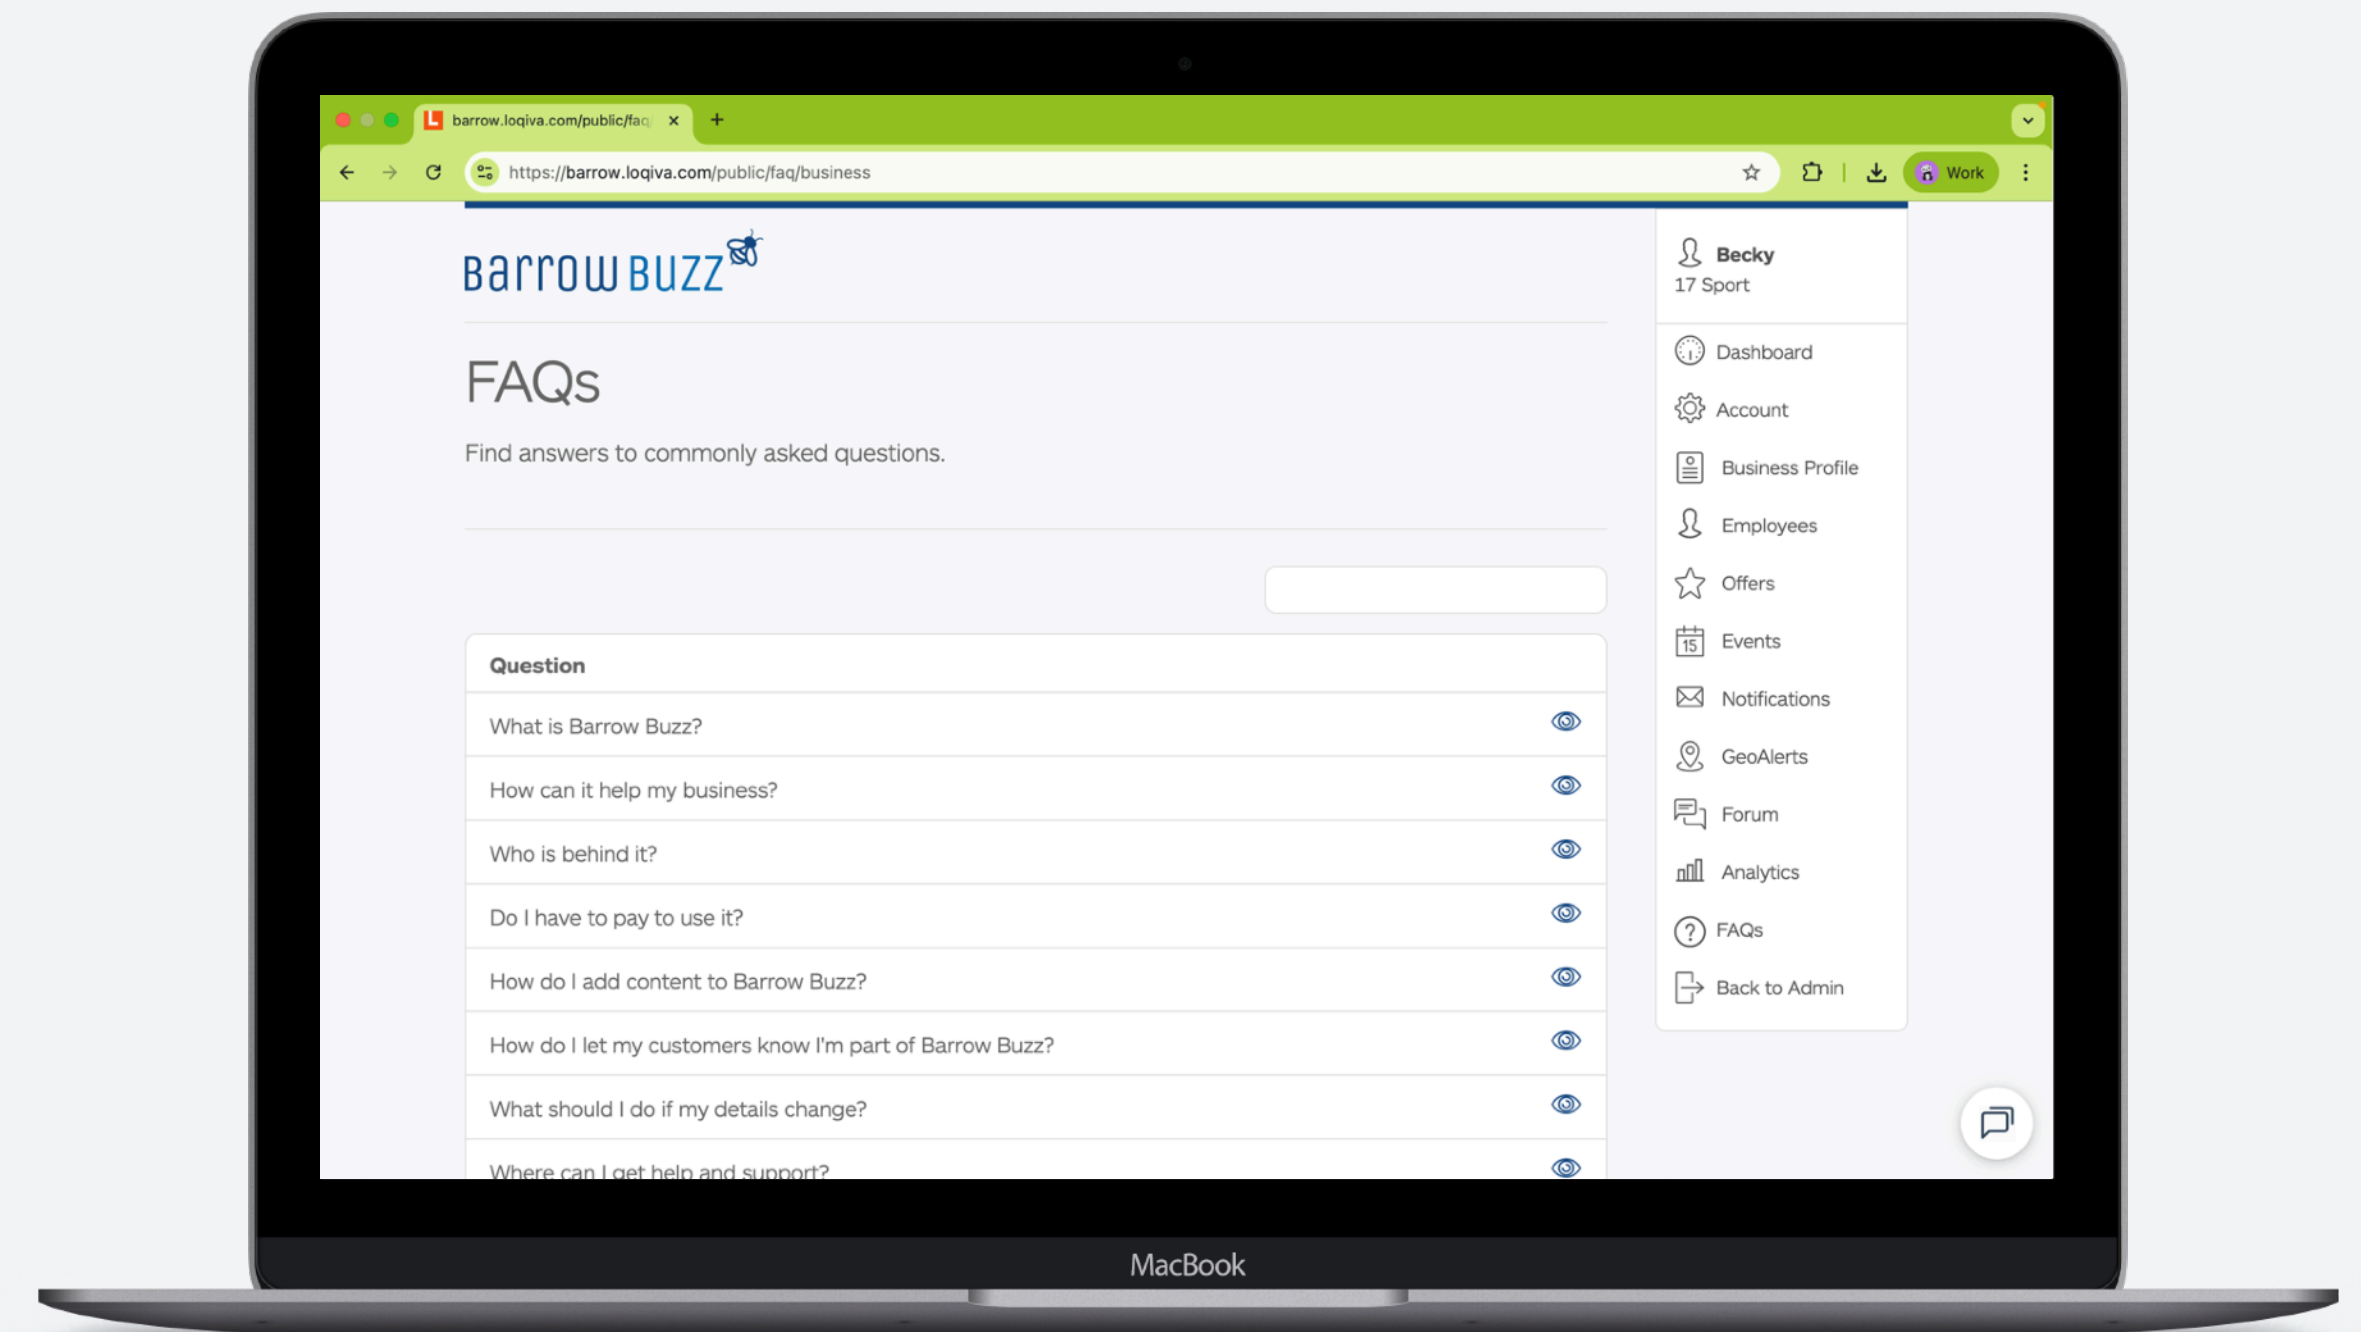 barrow.loqiva.com/public/faq
https://barrow.loqiva.com/public/faq/business
Work
Barrow BUZZ
FAQs
Find answers to commonly asked questions.
Question
What is Barrow Buzz?
How can it help my business?
Who is behind it?
Do I have to pay to use it?
How do I add content to Barrow Buzz?
How do I let my customers know I'm part of Barrow Buzz?
What should I do if my details change?
Where can I get help and support?
Becky
17 Sport
Dashboard
Account
Business Profile
Employees
Offers
15 Events
Notifications
GeoAlerts
Forum
Analytics
? FAQs
Back to Admin
MacBook